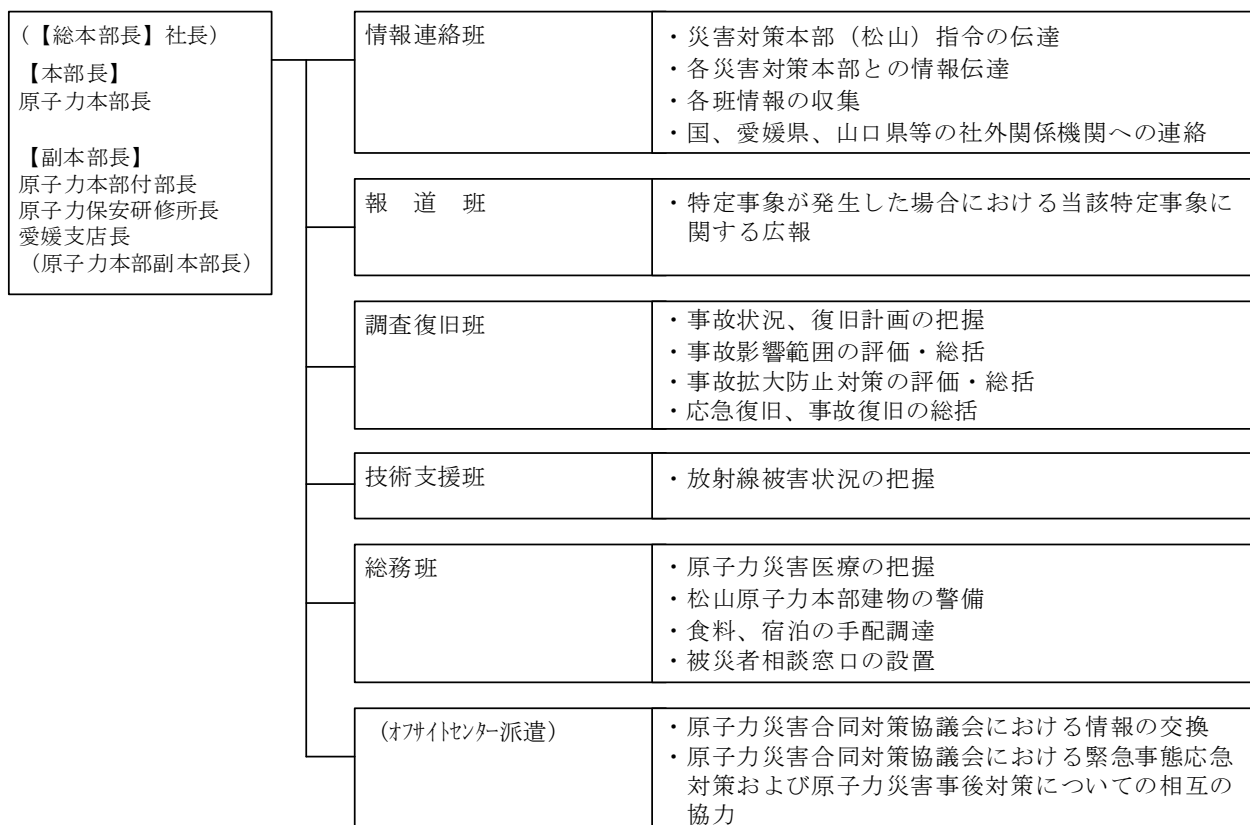 (【総本部長】社長)
【本部長】
原子力本部長
【副本部長】
原子力本部付部長
原子力保安研修所長
愛媛支店長
(原子力本部副本部長)
情報連絡班
・災害対策本部(松山)指令の伝達
・各災害対策本部との情報伝達
・各班情報の収集
・国、愛媛県、山口県等の社外関係機関への連絡
報 道 班
・特定事象が発生した場合における当該特定事象に
関する広報
調査復旧班
・事故状況、復旧計画の把握
・事故影響範囲の評価・総括
・事故拡大防止対策の評価・総括
・応急復旧、事故復旧の総括
技術支援班
・放射線被害状況の把握
総務班
・原子力災害医療の把握
・松山原子力本部建物の警備
・食料、宿泊の手配調達
・被災者相談窓口の設置
(オフサイトセンター派遣)
・原子力災害合同対策協議会における情報の交換
・原子力災害合同対策協議会における緊急事態応急
対策および原子力災害事後対策についての相互の
協力